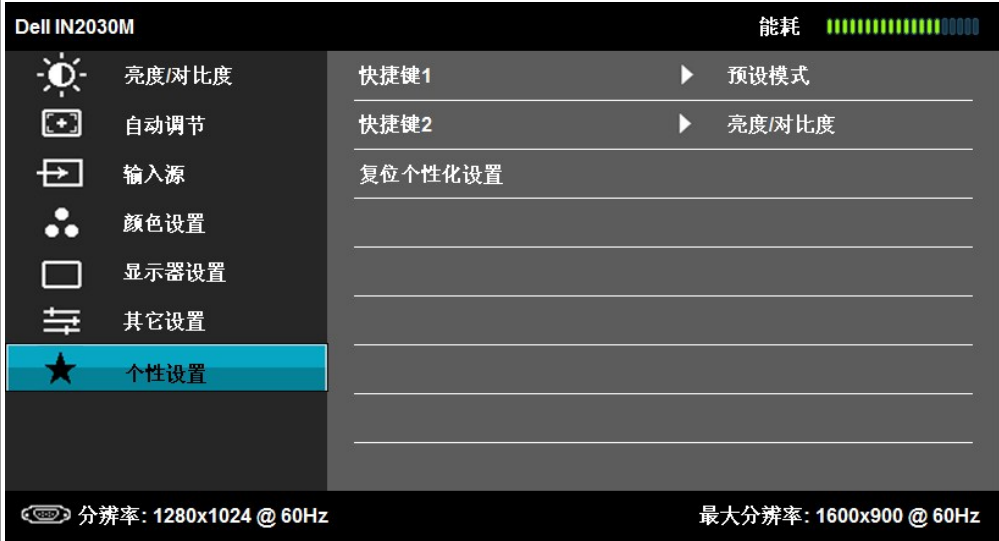 Dell IN2030M 能耗
亮度/对比度 快捷键1 预设模式
自动调节 快捷键2 亮度/对比度
输入源 复位个性化设置
颜色设置
显示器设置
其它设置
个性设置
分辨率: 1280x1024 @ 60Hz 最大分辨率: 1600x900 @ 60Hz